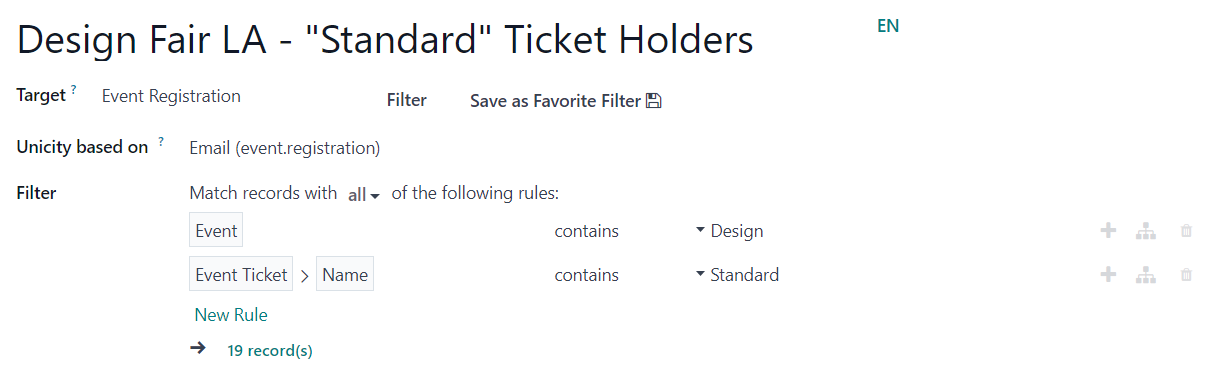 Design Fair LA - "Standard" Ticket Holders
EN
Target ? Event Registration
Filter Save as Favorite Filter
Unicity based on ? Email (event.registration)
Filter Match records with all of the following rules:
Event contains Design
Event Ticket > Name contains Standard
New Rule
19 record(s)